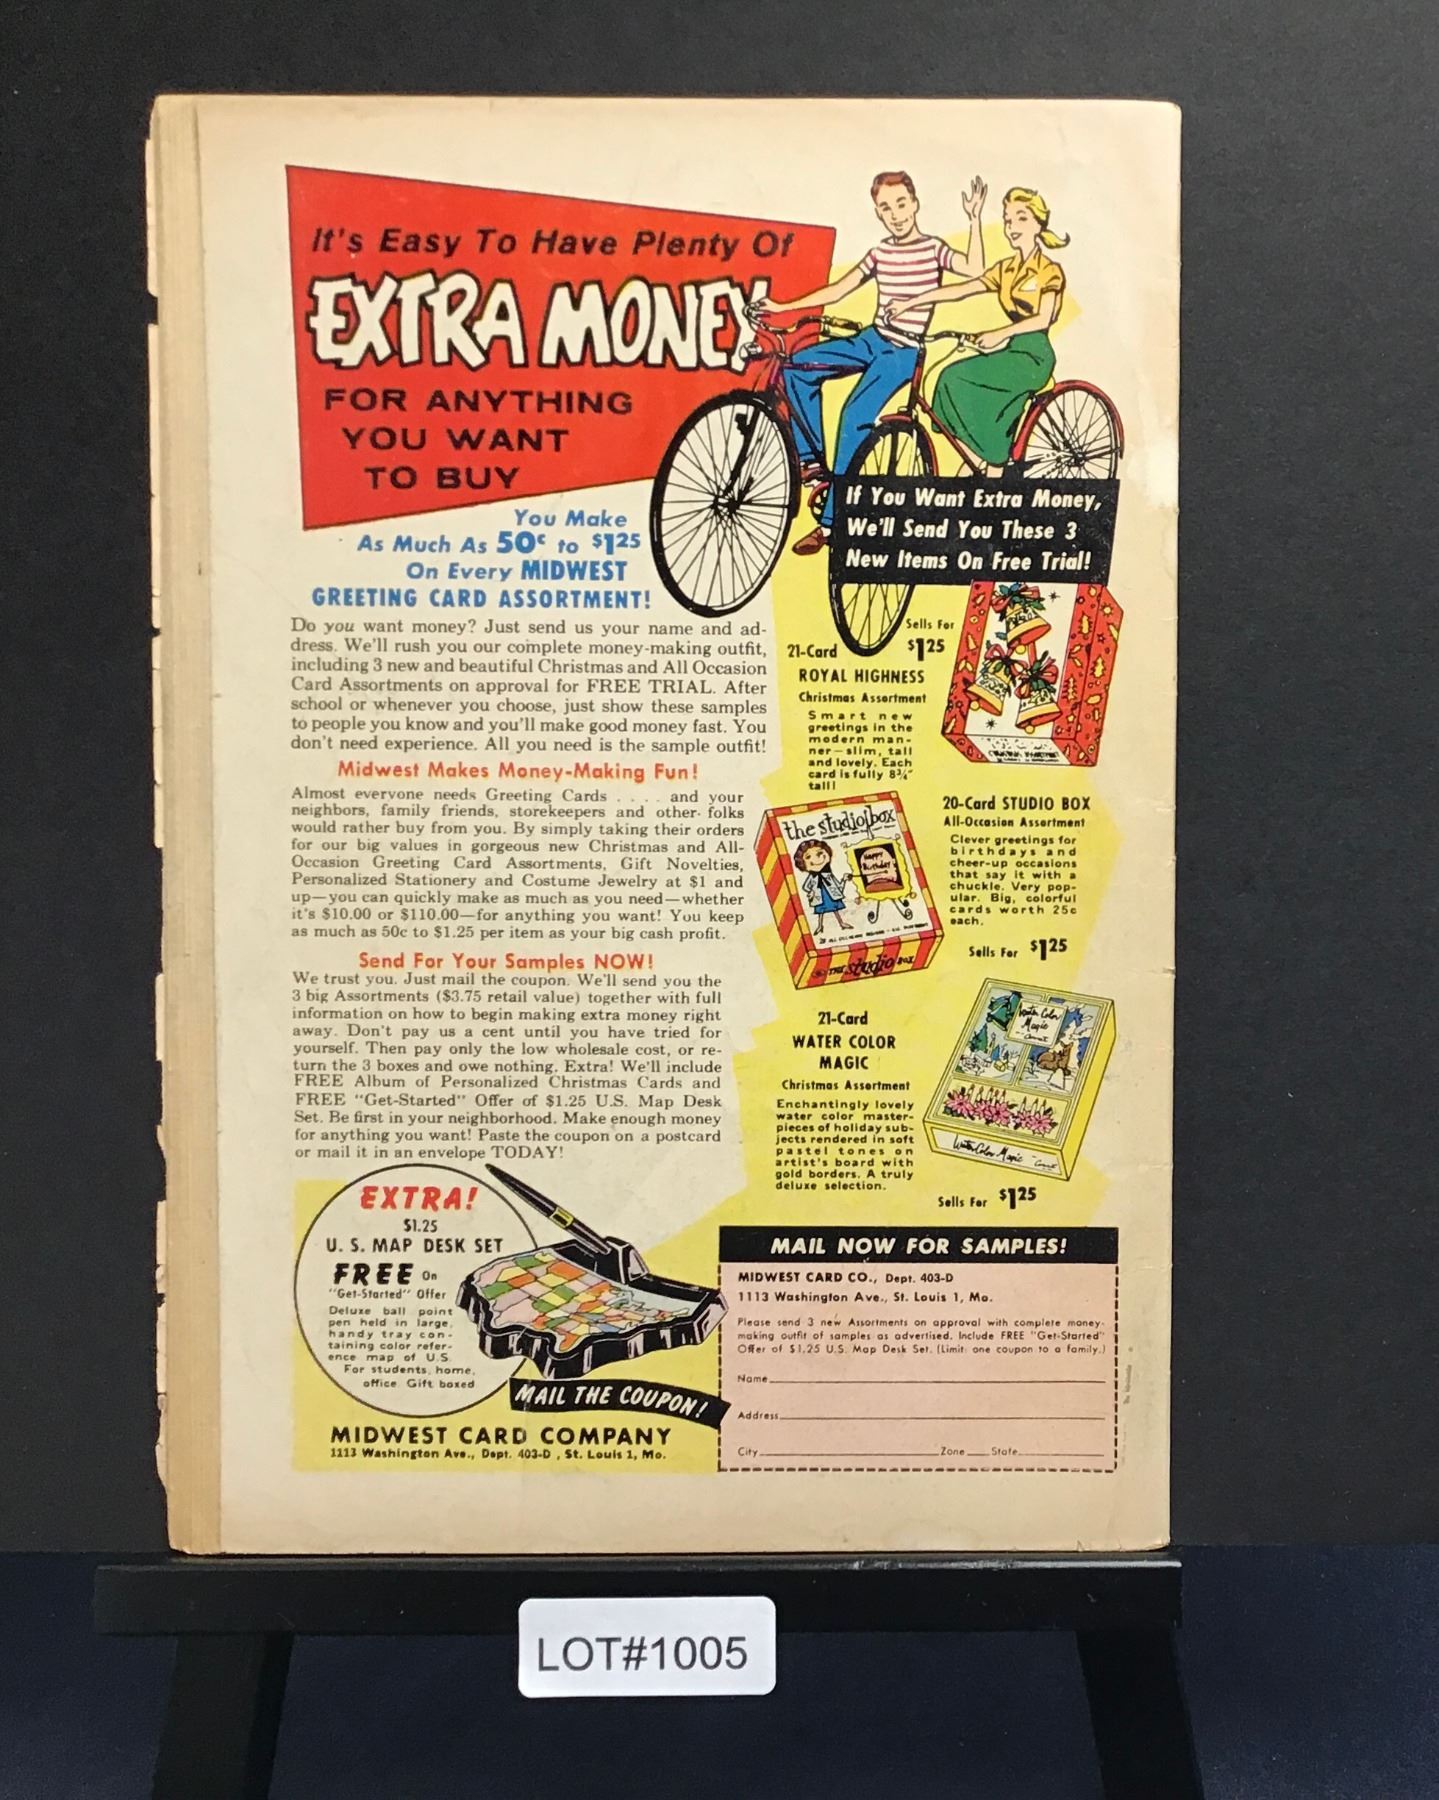 It's Easy To Have Plenty Of
EXTRA MONEY
FOR ANYTHING
YOU WANT
TO BUY
You Make
As Much As 50¢ to $1.25
On Every MIDWEST
GREETING CARD ASSORTMENT!
Do you want money? Just send us your name and ad-
dress. We'll rush you our complete money-making outfit,
including 3 new and beautiful Christmas and All Occasion
Card Assortments on approval for FREE TRIAL. After
school or whenever you choose, just show these samples
to people you know and you'll make good money fast. You
don't need experience. All you need is the sample outfit!
Midwest Makes Money-Making Fun!
Almost everyone needs Greeting Cards . . . . and your
neighbors, family friends, storekeepers and other folks
would rather buy from you. By simply taking their orders
for our big values in gorgeous new Christmas and All-
Occasion Greeting Card Assortments, Gift Novelties,
Personalized Stationery and Costume Jewelry at $1 and
up—you can quickly make as much as you need—whether
it's $10.00 or $110.00—for anything you want! You keep
as much as 50c to $1.25 per item as your big cash profit.
Send For Your Samples NOW!
We trust you. Just mail the coupon. We'll send you the
3 big Assortments ($3.75 retail value) together with full
information on how to begin making extra money right
away. Don't pay us a cent until you have tried for
yourself. Then pay only the low wholesale cost, or re-
turn the 3 boxes and owe nothing. Extra! We'll include
FREE Album of Personalized Christmas Cards and
FREE "Get-Started" Offer of $1.25 U.S. Map Desk
Set. Be first in your neighborhood. Make enough money
for anything you want! Paste the coupon on a postcard
or mail it in an envelope TODAY!
If You Want Extra Money,
We'll Send You These 3
New Items On Free Trial!
Sells For
$1.25
21-Card
ROYAL HIGHNESS
Christmas Assortment
Smart new
greetings in the
modern man-
ner—slim, tall
and lovely. Each
card is fully 8¾"
tall!
the studio box
Happy
Birthday
THE studio BOX
20-Card STUDIO BOX
All-Occasion Assortment
Clever greetings for
birthdays and
cheer-up occasions
that say it with a
chuckle. Very pop-
ular. Big, colorful
cards worth 25c
each.
Sells For $1.25
21-Card
WATER COLOR
MAGIC
Christmas Assortment
Enchantingly lovely
water color master-
pieces of holiday sub-
jects rendered in soft
pastel tones on
artist's board with
gold borders. A truly
deluxe selection.
Water Color
Magic
Water Color Magic
Sells For $1.25
EXTRA!
$1.25
U. S. MAP DESK SET
FREE On
"Get-Started" Offer
Deluxe ball point
pen held in large,
handy tray con-
taining color refer-
ence map of U.S.
For students, home,
office. Gift boxed
MAIL THE COUPON!
MIDWEST CARD COMPANY
1113 Washington Ave., Dept. 403-D , St. Louis 1, Mo.
MAIL NOW FOR SAMPLES!
MIDWEST CARD CO., Dept. 403-D
1113 Washington Ave., St. Louis 1, Mo.
Please send 3 new Assortments on approval with complete money-
making outfit of samples as advertised. Include FREE "Get-Started"
Offer of $1.25 U.S. Map Desk Set. (Limit: one coupon to a family.)
Name
Address
City Zone State
LOT#1005